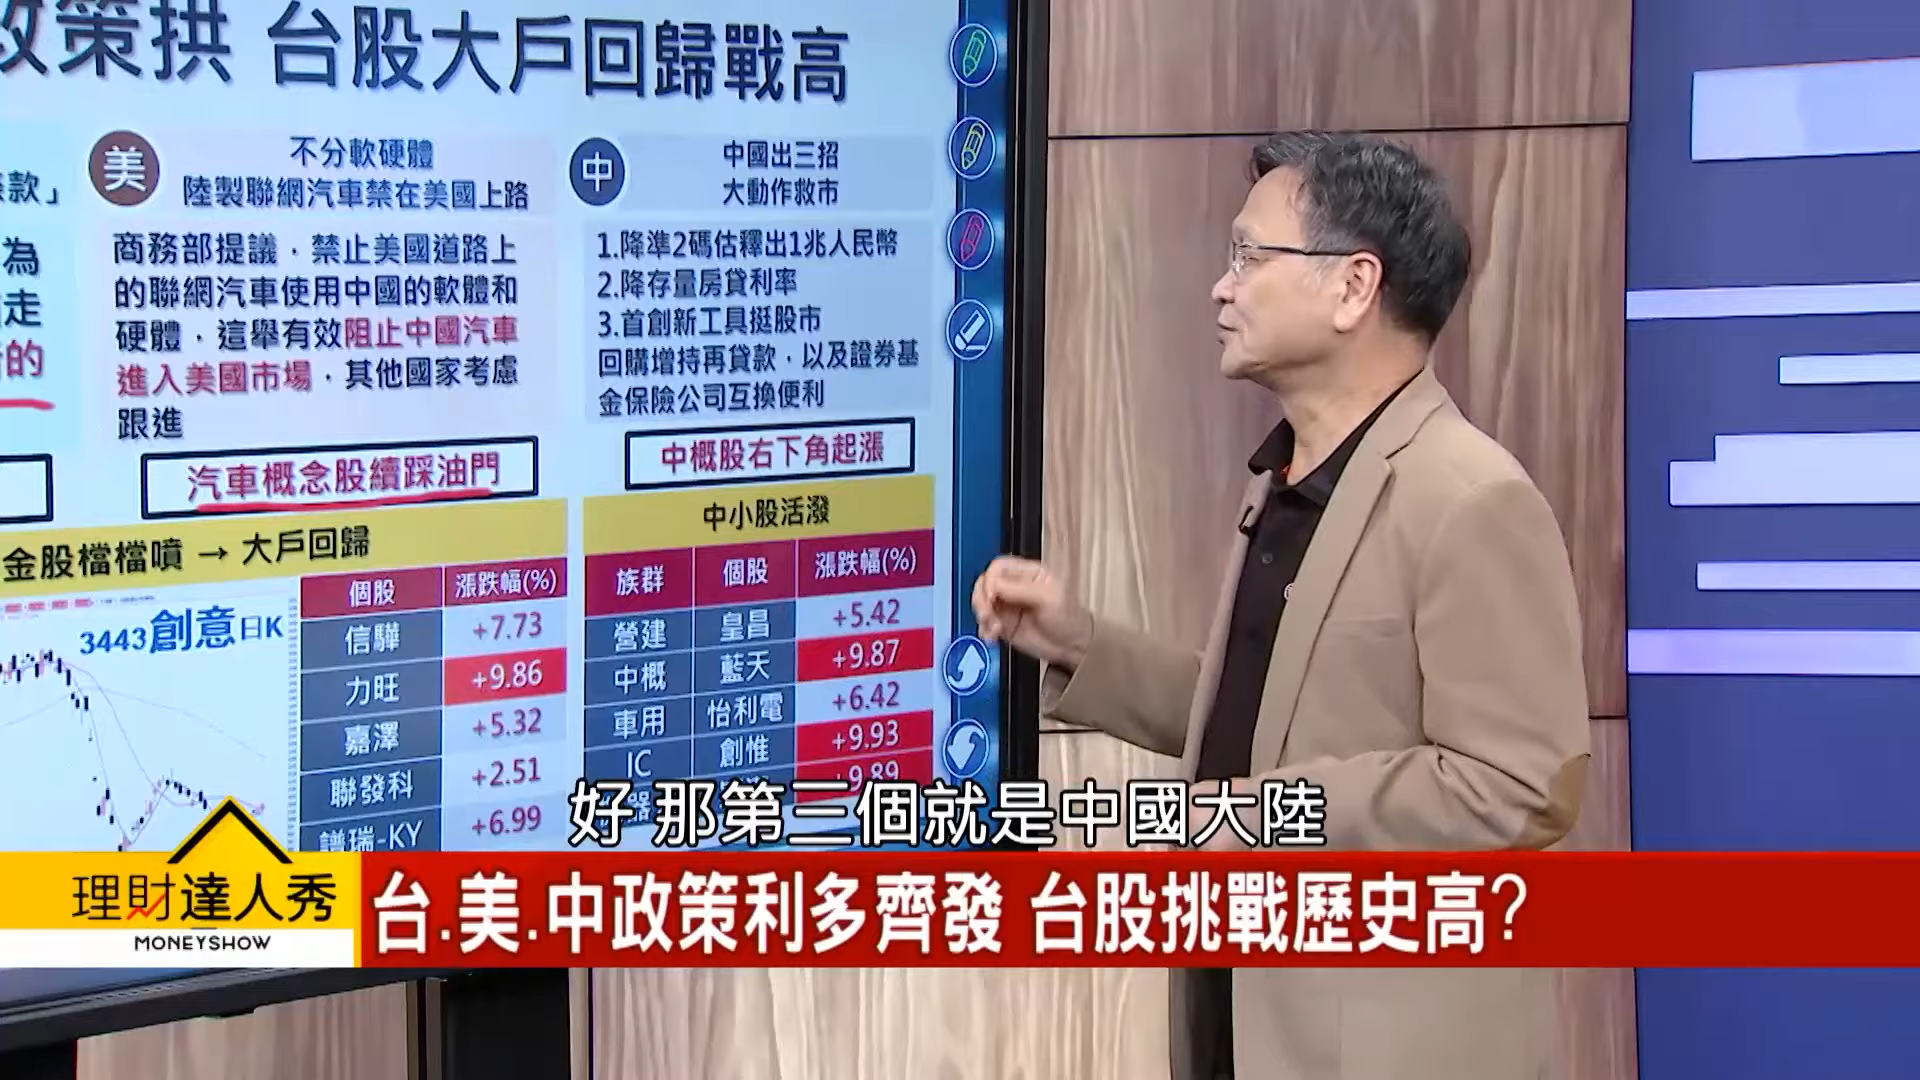 政策拱 台股大戶回歸戰高
款」
為
走
的
美
不分軟硬體
陸製聯網汽車禁在美國上路
商務部提議，禁止美國道路上
的聯網汽車使用中國的軟體和
硬體，這舉有效阻止中國汽車
進入美國市場，其他國家考慮
跟進
汽車概念股續踩油門
中
中國出三招
大動作救市
1.降準2碼估釋出1兆人民幣
2.降存量房貸利率
3.首創新工具挺股市
回購增持再貸款，以及證券基
金保險公司互換便利
中概股右下角起漲
金股檔檔噴 → 大戶回歸
3443創意日K
個股 漲跌幅(%)
信驊 +7.73
力旺 +9.86
嘉澤 +5.32
聯發科 +2.51
譜瑞-KY +6.99
中小股活潑
族群 個股 漲跌幅(%)
營建 皇昌 +5.42
中概 藍天 +9.87
車用 怡利電 +6.42
IC 創惟 +9.93
器 +9.89
好 那第三個就是中國大陸
理財達人秀
MONEYSHOW
台.美.中政策利多齊發 台股挑戰歷史高?